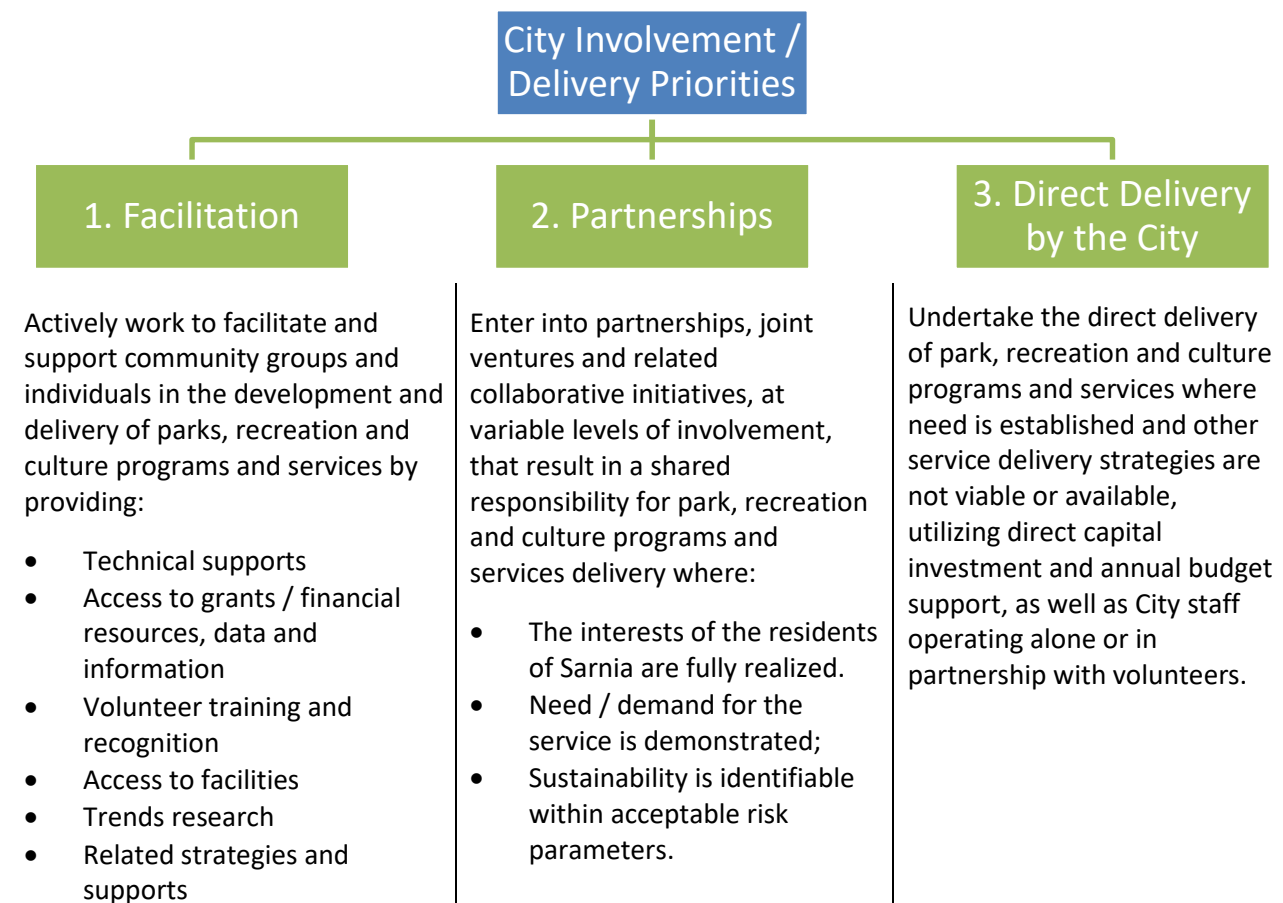 City Involvement /
Delivery Priorities
1. Facilitation
Actively work to facilitate and
support community groups and
individuals in the development and
delivery of parks, recreation and
culture programs and services by
providing:
• Technical supports
• Access to grants / financial
resources, data and
information
• Volunteer training and
recognition
• Access to facilities
• Trends research
• Related strategies and
supports
2. Partnerships
Enter into partnerships, joint
ventures and related
collaborative initiatives, at
variable levels of involvement,
that result in a shared
responsibility for park, recreation
and culture programs and
services delivery where:
• The interests of the residents
of Sarnia are fully realized.
• Need / demand for the
service is demonstrated;
• Sustainability is identifiable
within acceptable risk
parameters.
3. Direct Delivery
by the City
Undertake the direct delivery
of park, recreation and culture
programs and services where
need is established and other
service delivery strategies are
not viable or available,
utilizing direct capital
investment and annual budget
support, as well as City staff
operating alone or in
partnership with volunteers.